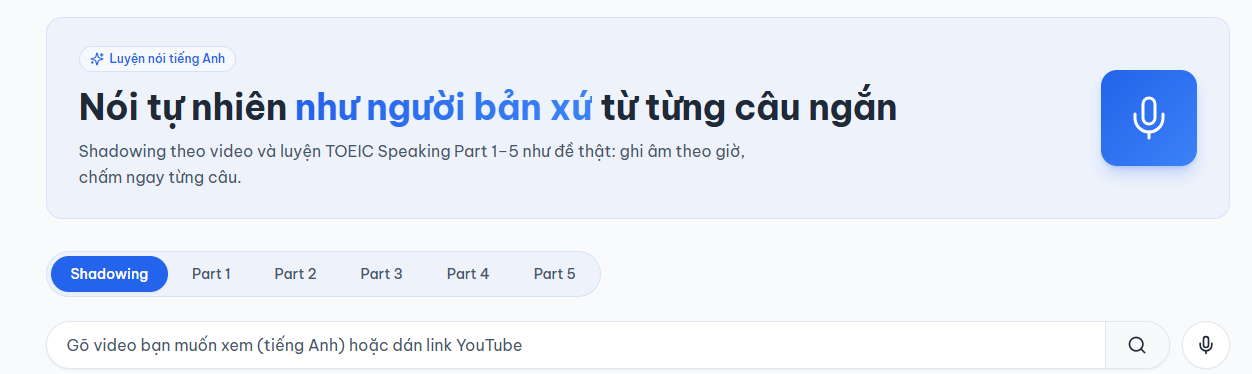 Luyện nói tiếng Anh
Nói tự nhiên như người bản xứ từ từng câu ngắn
Shadowing theo video và luyện TOEIC Speaking Part 1–5 như đề thật: ghi âm theo giờ,
chấm ngay từng câu.
Shadowing Part 1 Part 2 Part 3 Part 4 Part 5
Gõ video bạn muốn xem (tiếng Anh) hoặc dán link YouTube